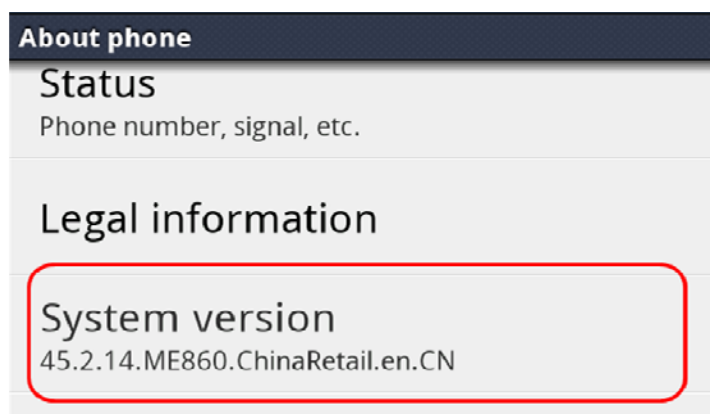 About phone
Status
Phone number, signal, etc.
Legal information
System version
45.2.14.ME860.ChinaRetail.en.CN